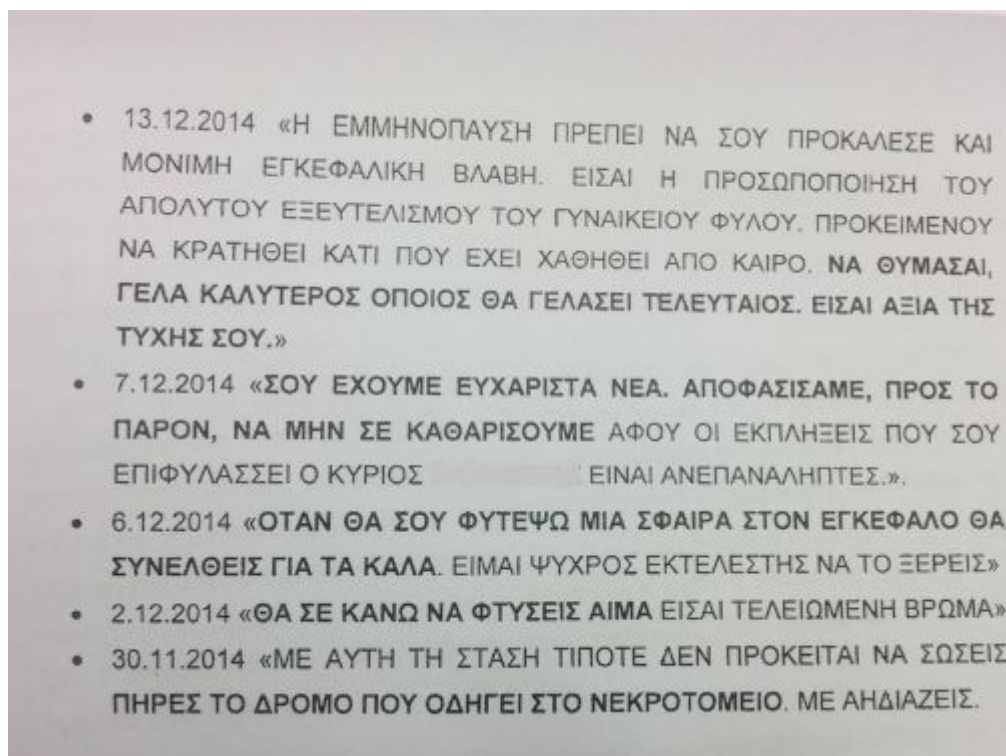 • 13.12.2014 «Η ΕΜΜΗΝΟΠΑΥΣΗ ΠΡΕΠΕΙ ΝΑ ΣΟΥ ΠΡΟΚΑΛΕΣΕ ΚΑΙ
ΜΟΝΙΜΗ ΕΓΚΕΦΑΛΙΚΗ ΒΛΑΒΗ. ΕΙΣΑΙ Η ΠΡΟΣΩΠΟΠΟΙΗΣΗ ΤΟΥ
ΑΠΟΛΥΤΟΥ ΕΞΕΥΤΕΛΙΣΜΟΥ ΤΟΥ ΓΥΝΑΙΚΕΙΟΥ ΦΥΛΟΥ. ΠΡΟΚΕΙΜΕΝΟΥ
ΝΑ ΚΡΑΤΗΘΕΙ ΚΑΤΙ ΠΟΥ ΕΧΕΙ ΧΑΘΗΘΕΙ ΑΠΟ ΚΑΙΡΟ. ΝΑ ΘΥΜΑΣΑΙ,
ΓΕΛΑ ΚΑΛΥΤΕΡΟΣ ΟΠΟΙΟΣ ΘΑ ΓΕΛΑΣΕΙ ΤΕΛΕΥΤΑΙΟΣ. ΕΙΣΑΙ ΑΞΙΑ ΤΗΣ
ΤΥΧΗΣ ΣΟΥ.»
• 7.12.2014 «ΣΟΥ ΕΧΟΥΜΕ ΕΥΧΑΡΙΣΤΑ ΝΕΑ. ΑΠΟΦΑΣΙΣΑΜΕ, ΠΡΟΣ ΤΟ
ΠΑΡΟΝ, ΝΑ ΜΗΝ ΣΕ ΚΑΘΑΡΙΣΟΥΜΕ ΑΦΟΥ ΟΙ ΕΚΠΛΗΞΕΙΣ ΠΟΥ ΣΟΥ
ΕΠΙΦΥΛΑΣΣΕΙ Ο ΚΥΡΙΟΣ ΕΙΝΑΙ ΑΝΕΠΑΝΑΛΗΠΤΕΣ.».
• 6.12.2014 «ΟΤΑΝ ΘΑ ΣΟΥ ΦΥΤΕΨΩ ΜΙΑ ΣΦΑΙΡΑ ΣΤΟΝ ΕΓΚΕΦΑΛΟ ΘΑ
ΣΥΝΕΛΘΕΙΣ ΓΙΑ ΤΑ ΚΑΛΑ. ΕΙΜΑΙ ΨΥΧΡΟΣ ΕΚΤΕΛΕΣΤΗΣ ΝΑ ΤΟ ΞΕΡΕΙΣ»
• 2.12.2014 «ΘΑ ΣΕ ΚΑΝΩ ΝΑ ΦΤΥΣΕΙΣ ΑΙΜΑ ΕΙΣΑΙ ΤΕΛΕΙΩΜΕΝΗ ΒΡΩΜΑ»
• 30.11.2014 «ΜΕ ΑΥΤΗ ΤΗ ΣΤΑΣΗ ΤΙΠΟΤΕ ΔΕΝ ΠΡΟΚΕΙΤΑΙ ΝΑ ΣΩΣΕΙΣ
ΠΗΡΕΣ ΤΟ ΔΡΟΜΟ ΠΟΥ ΟΔΗΓΕΙ ΣΤΟ ΝΕΚΡΟΤΟΜΕΙΟ. ΜΕ ΑΗΔΙΑΖΕΙΣ.